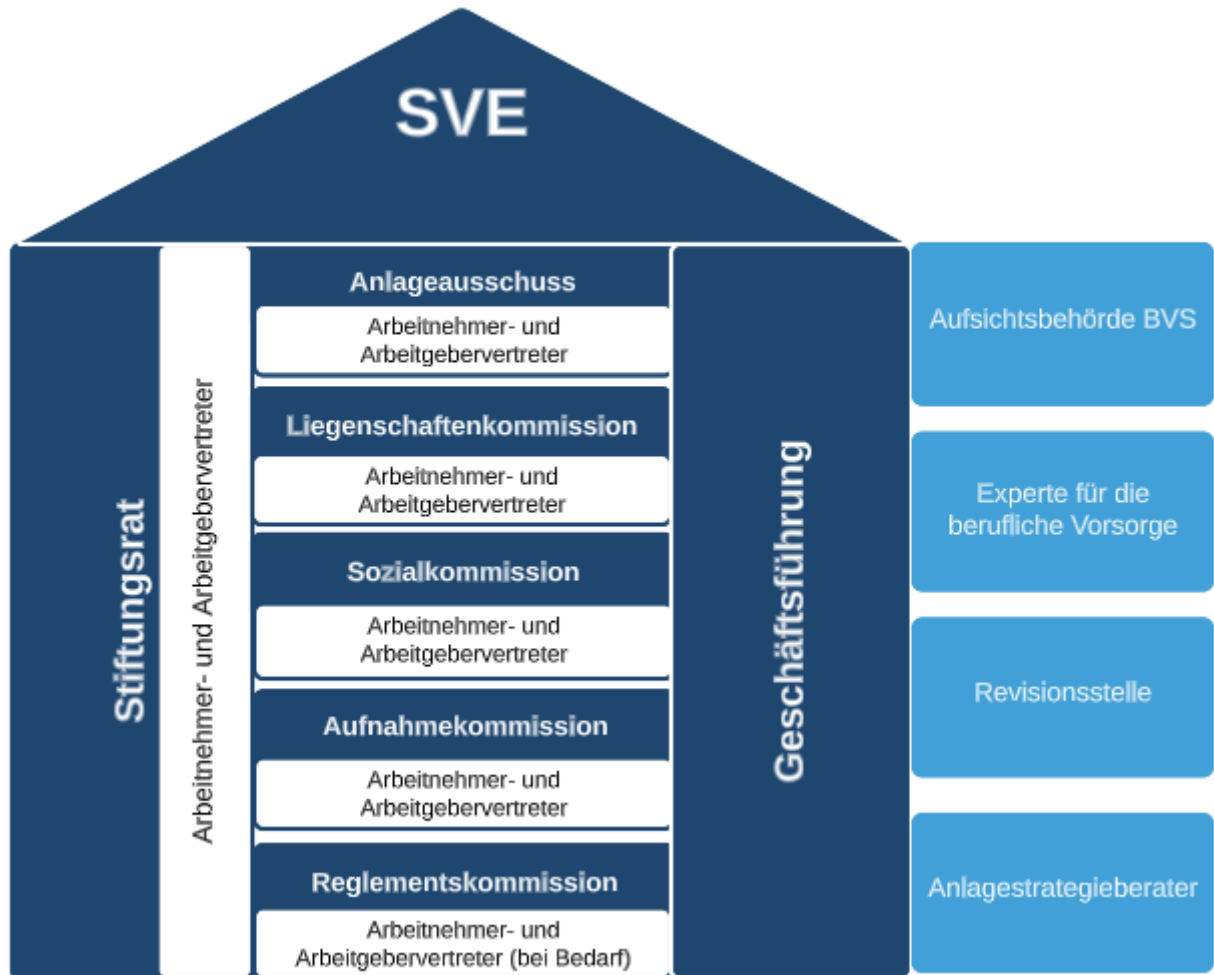 SVE
Stiftungsrat
Arbeitnehmer- und Arbeitgebervertreter
Anlageausschuss
Arbeitnehmer- und
Arbeitgebervertreter
Liegenschaftenkommission
Arbeitnehmer- und
Arbeitgebervertreter
Sozialkommission
Arbeitnehmer- und
Arbeitgebervertreter
Aufnahmekommission
Arbeitnehmer- und
Arbeitgebervertreter
Reglementskommission
Arbeitnehmer- und
Arbeitgebervertreter (bei Bedarf)
Geschäftsführung
Aufsichtsbehörde BVS
Experte für die
berufliche Vorsorge
Revisionsstelle
Anlagestrategieberater